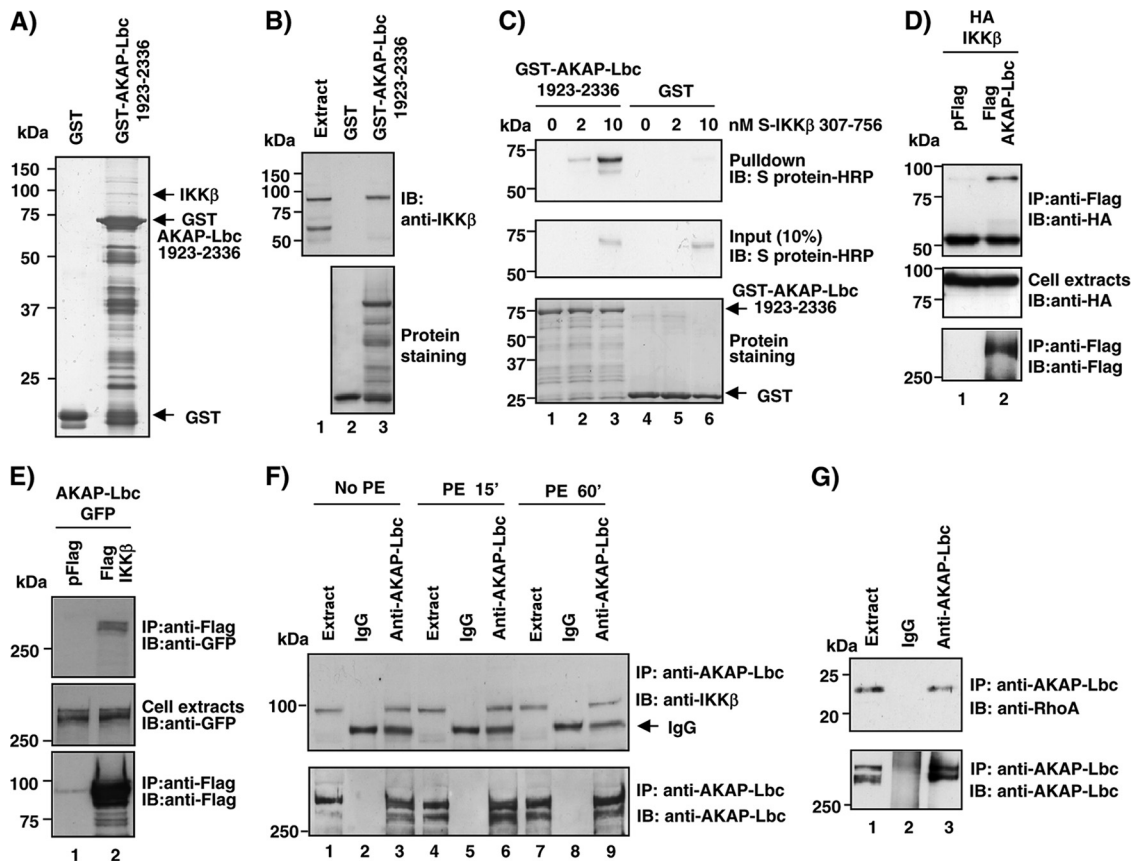 A)
kDa
GST
GST-AKAP-Lbc
1923-2336
150
100
75
50
37
25
IKKβ
GST
AKAP-Lbc
1923-2336
GST
B)
kDa
Extract
GST
GST-AKAP-Lbc
1923-2336
150
100
75
50
IB:
anti-IKKβ
Protein
staining
1 2 3
C)
GST-AKAP-Lbc
1923-2336
GST
kDa
0 2 10 0 2 10 nM S-IKKβ 307-756
75
50
Pulldown
IB: S protein-HRP
75
50
Input (10%)
IB: S protein-HRP
GST-AKAP-Lbc
1923-2336
75
50
37
25
Protein
staining
GST
1 2 3 4 5 6
D)
HA
IKKβ
kDa
pFlag
Flag
AKAP-Lbc
100
75
50
IP:anti-Flag
IB:anti-HA
100
75
Cell extracts
IB:anti-HA
250
IP:anti-Flag
IB:anti-Flag
1 2
E)
AKAP-Lbc
GFP
kDa
pFlag
Flag
IKKβ
250
IP:anti-Flag
IB:anti-GFP
250
Cell extracts
IB:anti-GFP
100
75
IP:anti-Flag
IB:anti-Flag
1 2
F)
No PE PE 15’ PE 60’
kDa
Extract
IgG
Anti-AKAP-Lbc
Extract
IgG
Anti-AKAP-Lbc
Extract
IgG
Anti-AKAP-Lbc
100
IP: anti-AKAP-Lbc
IB: anti-IKKβ
IgG
250
IP: anti-AKAP-Lbc
IB: anti-AKAP-Lbc
1 2 3 4 5 6 7 8 9
G)
kDa
Extract
IgG
Anti-AKAP-Lbc
25
20
IP: anti-AKAP-Lbc
IB: anti-RhoA
250
IP: anti-AKAP-Lbc
IB: anti-AKAP-Lbc
1 2 3